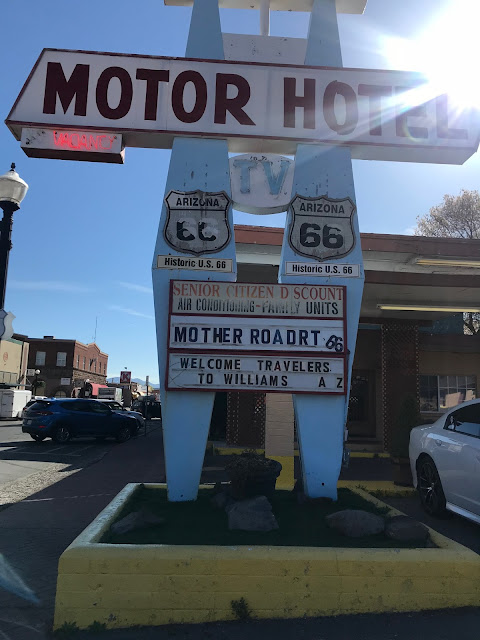 MOTOR HOTEL
VACANCY
TV
ARIZONA
66
ARIZONA
66
Historic U.S. 66
Historic U.S. 66
SENIOR CITIZEN D SCOUNT
AIR CONDITIONING-FAMILY UNITS
MOTHER ROADRT. 66
WELCOME TRAVELERS
TO WILLIAMS A Z